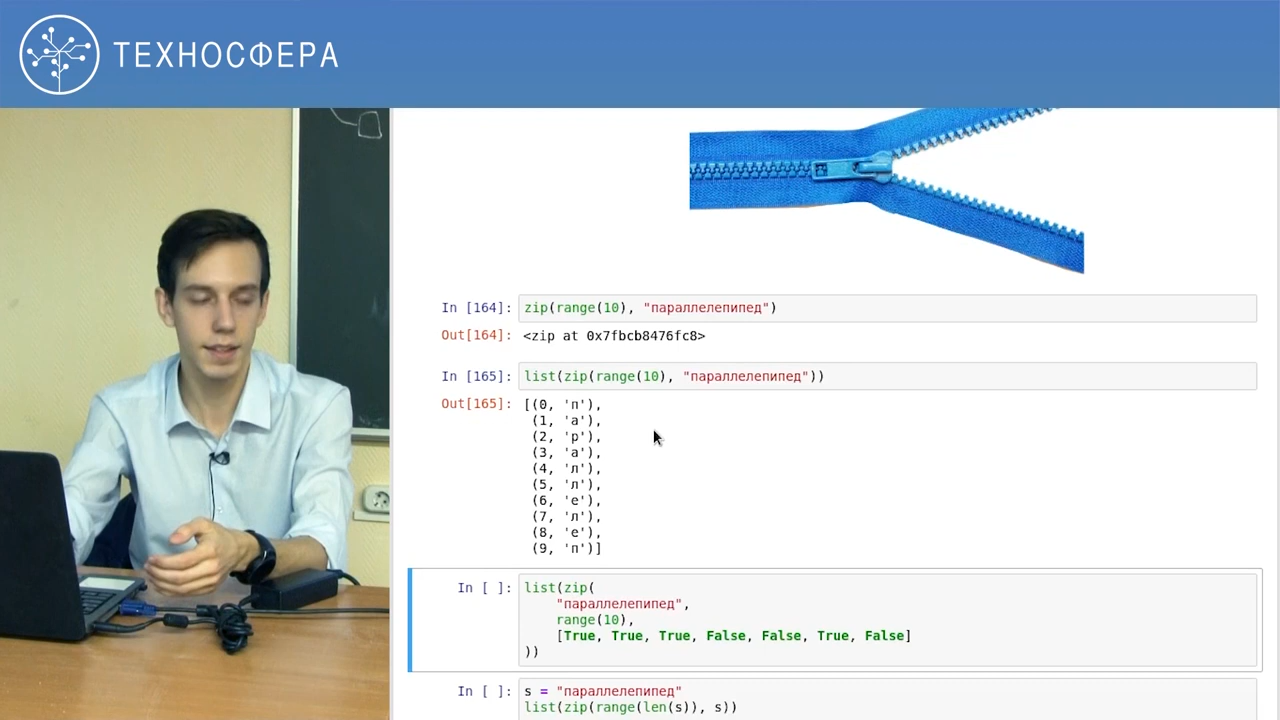 ТЕХНОСФЕРА
In [164]: zip(range(10), "параллелепипед")
Out[164]: <zip at 0x7fbcb8476fc8>
In [165]: list(zip(range(10), "параллелепипед"))
Out[165]: [(0, 'п'),
(1, 'а'),
(2, 'р'),
(3, 'а'),
(4, 'л'),
(5, 'л'),
(6, 'е'),
(7, 'л'),
(8, 'е'),
(9, 'п')]
In [ ]: list(zip(
"параллелепипед",
range(10),
[True, True, True, False, False, True, False]
))
In [ ]: s = "параллелепипед"
list(zip(range(len(s)), s))